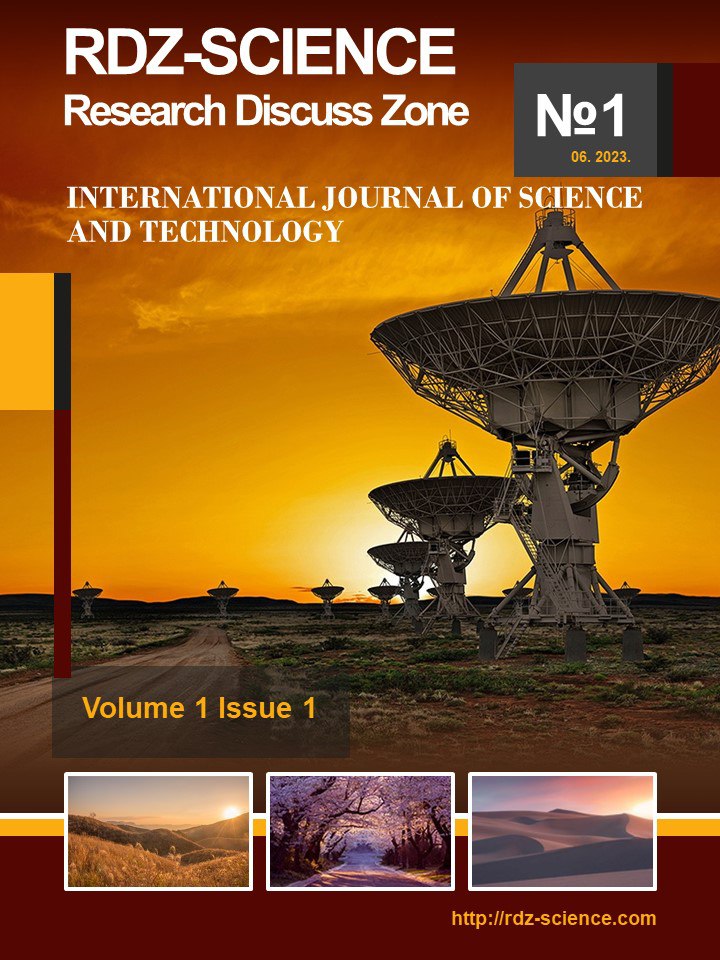 RDZ-SCIENCE
Research Discuss Zone
№1
06. 2023.
INTERNATIONAL JOURNAL OF SCIENCE
AND TECHNOLOGY
Volume 1 Issue 1
http://rdz-science.com